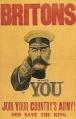 BRITONS
YOU
JOIN YOUR COUNTRY'S ARMY!
GOD SAVE THE KING